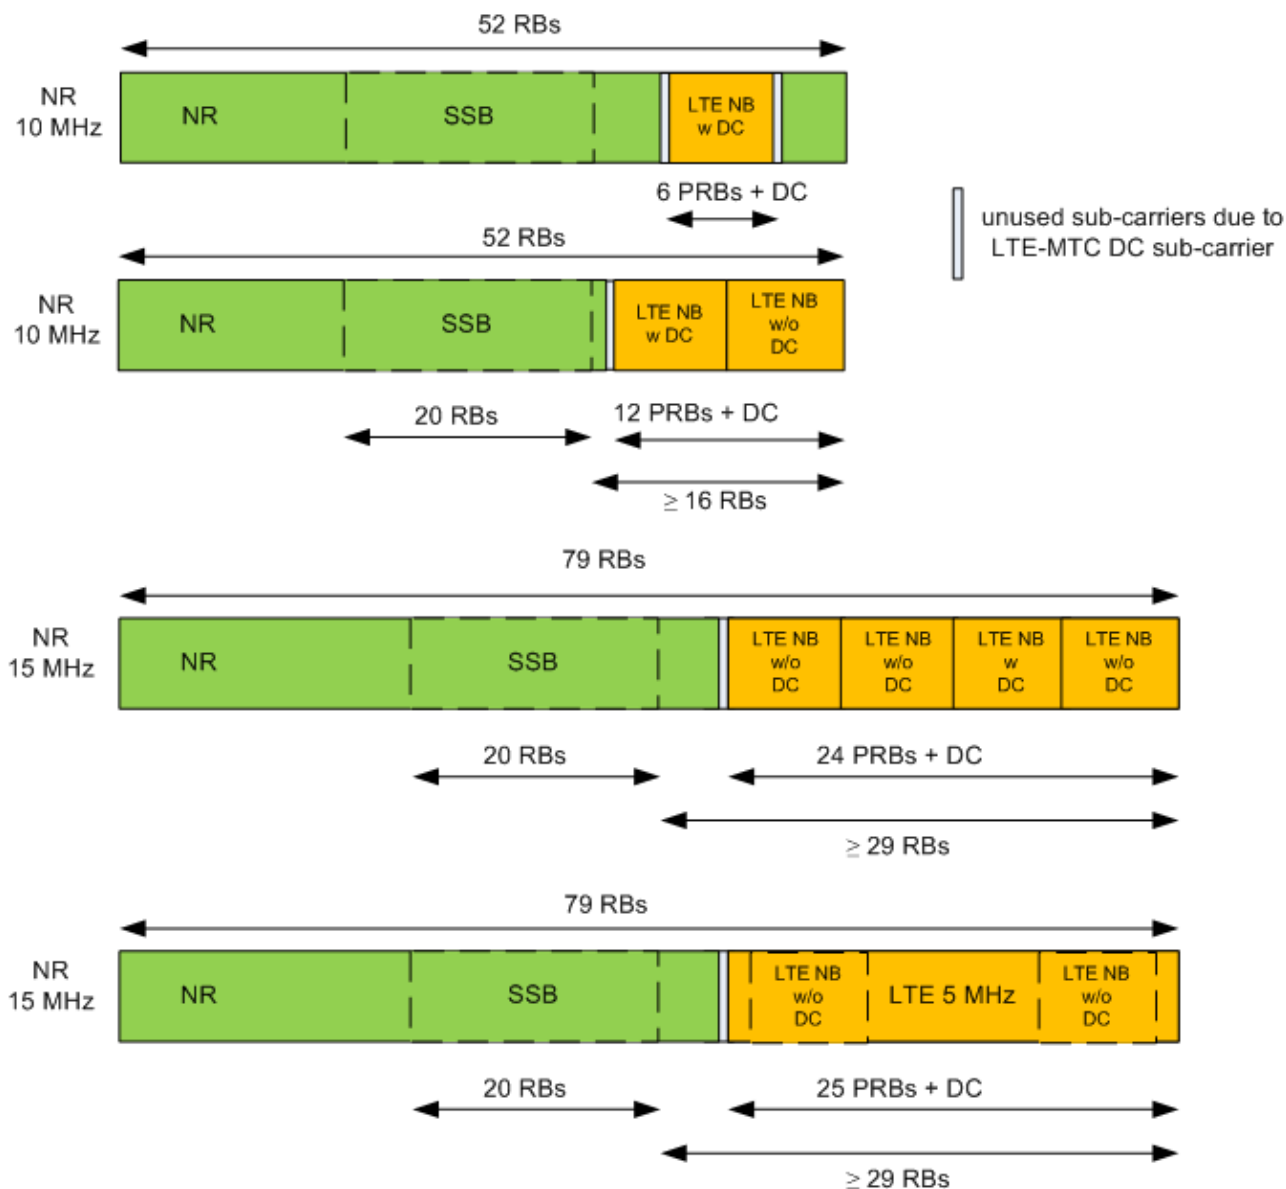 52 RBs
NR
10 MHz
NR
SSB
LTE NB
w DC
6 PRBs + DC
unused sub-carriers due to
LTE-MTC DC sub-carrier
52 RBs
NR
10 MHz
NR
SSB
LTE NB
w DC
LTE NB
w/o
DC
20 RBs
12 PRBs + DC
≥ 16 RBs
79 RBs
NR
15 MHz
NR
SSB
LTE NB
w/o
DC
LTE NB
w/o
DC
LTE NB
w
DC
LTE NB
w/o
DC
20 RBs
24 PRBs + DC
≥ 29 RBs
79 RBs
NR
15 MHz
NR
SSB
LTE NB
w/o
DC
LTE 5 MHz
LTE NB
w/o
DC
20 RBs
25 PRBs + DC
≥ 29 RBs